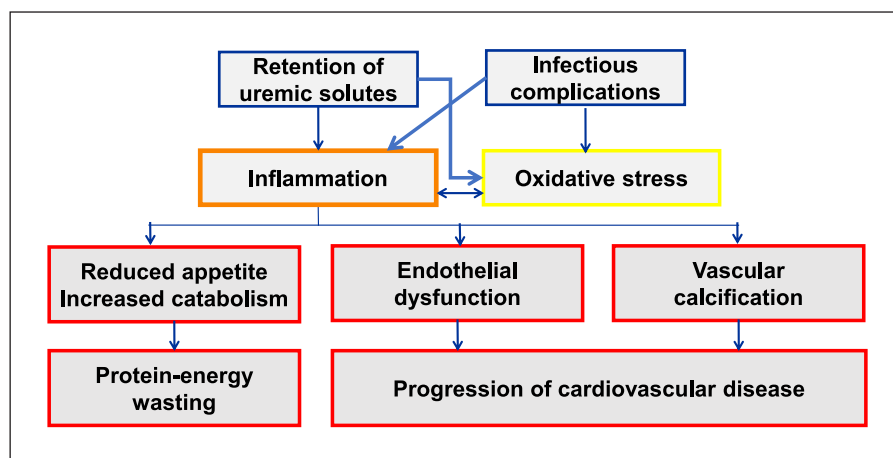 Retention of
uremic solutes
Infectious
complications
Inflammation
Oxidative stress
Reduced appetite
Increased catabolism
Endothelial
dysfunction
Vascular
calcification
Protein-energy
wasting
Progression of cardiovascular disease